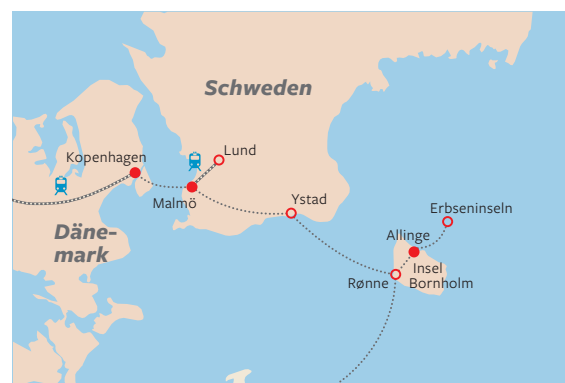 Schweden
Kopenhagen
Lund
Malmö
Ystad
Erbseninseln
Däne-
mark
Allinge
Rønne
Insel
Bornholm